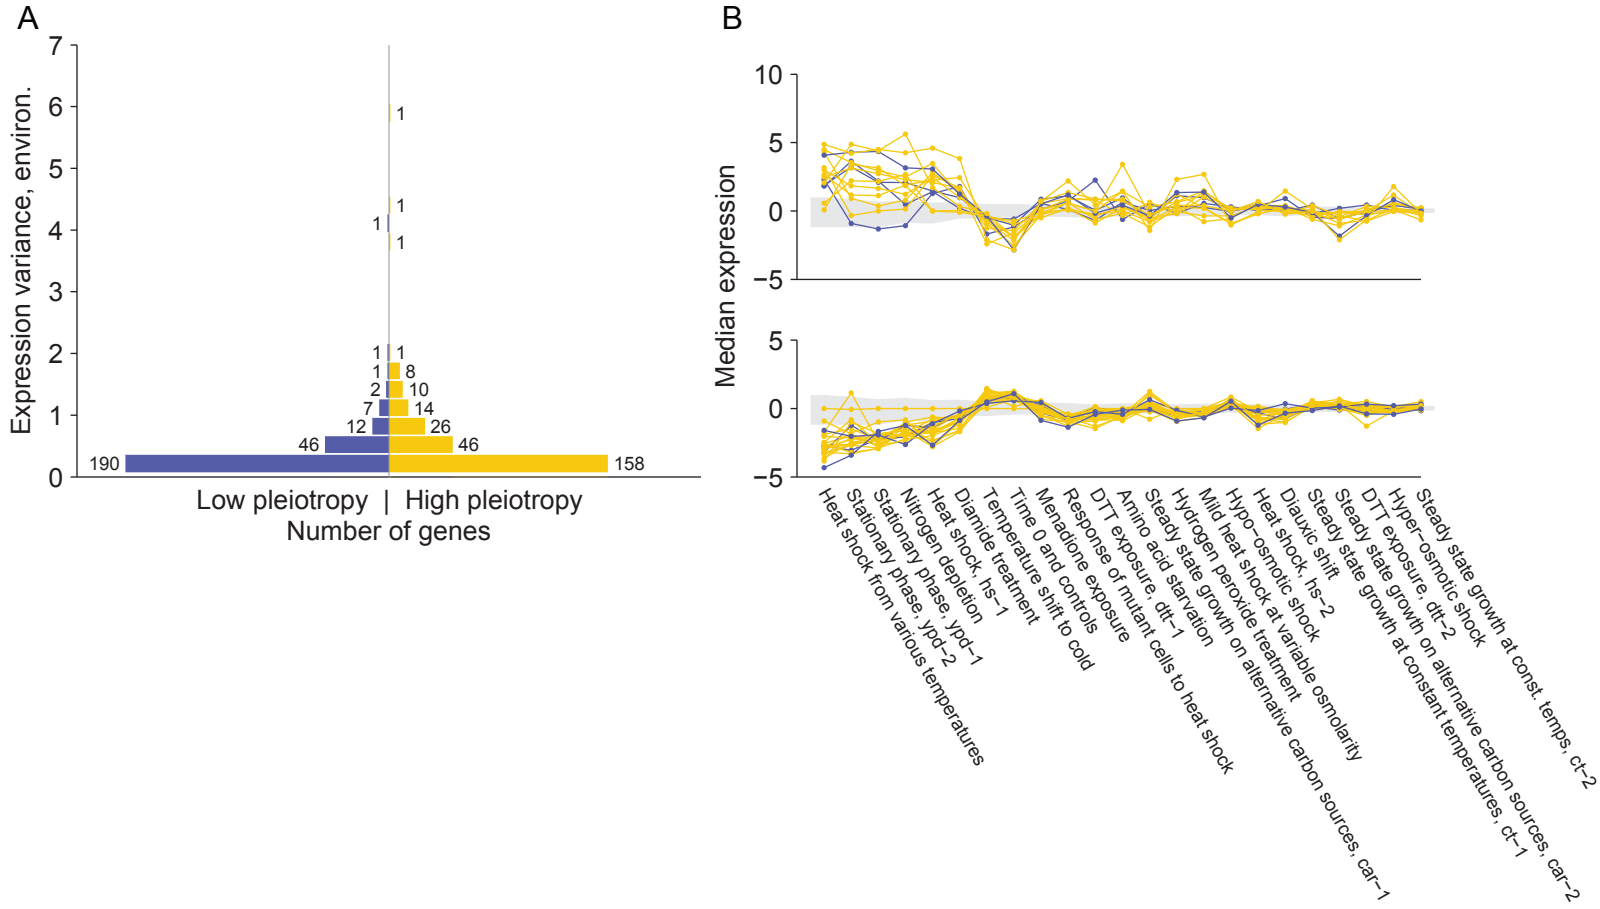 A
B
Expression variance, environ.
7
6
5
4
3
2
1
0
1
1
1
1
1 1
1 8
2 10
7 14
12 26
46 46
190 158
Low pleiotropy | High pleiotropy
Number of genes
Median expression
10
5
0
−5
5
0
−5
Heat shock from various temperatures
Stationary phase, ypd−2
Stationary phase, ypd−1
Nitrogen depletion
Heat shock, hs−1
Diamide treatment
Temperature shift to cold
Time 0 and controls
Menadione exposure
Response of mutant cells to heat shock
DTT exposure, dtt−1
Amino acid starvation
Steady state growth on alternative carbon sources, car−1
Hydrogen peroxide treatment
Mild heat shock at variable osmolarity
Hypo−osmotic shock
Heat shock, hs−2
Diauxic shift
Steady state growth at constant temperatures, ct−1
Steady state growth on alternative carbon sources, car−2
DTT exposure, dtt−2
Hyper−osmotic shock
Steady state growth at const. temps, ct−2